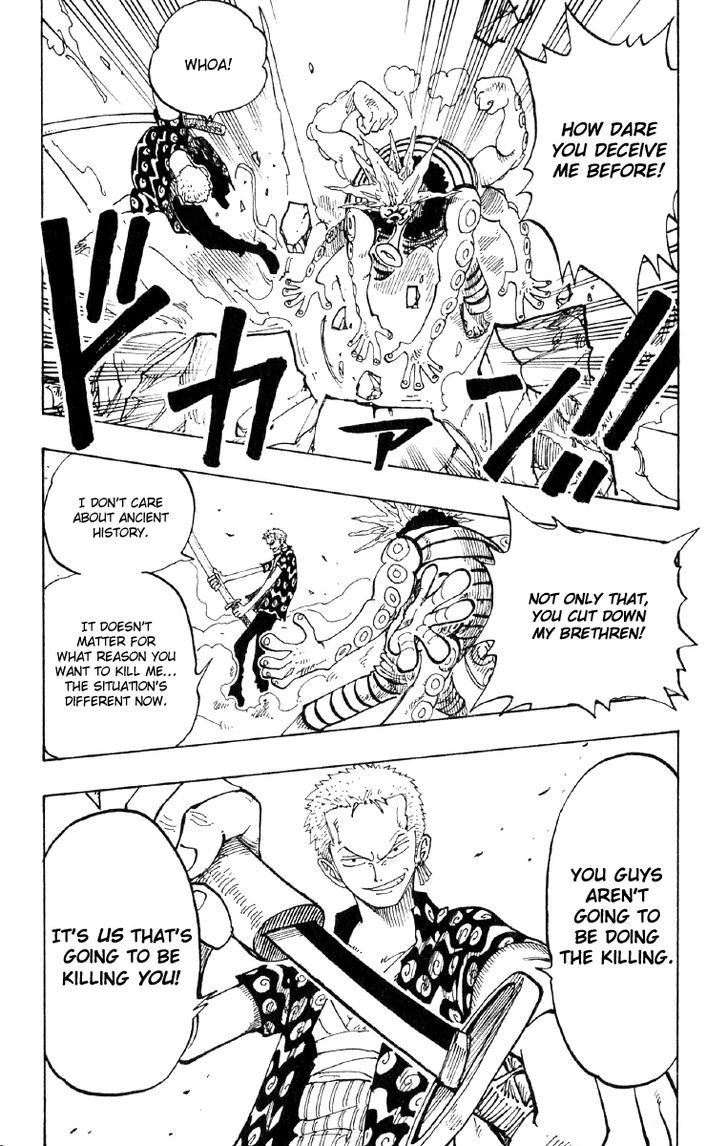 HOW DARE
YOU DECEIVE
ME BEFORE!
WHOA!
ドカァン!!
NOT ONLY THAT,
YOU CUT DOWN
MY BRETHREN!
I DON'T CARE
ABOUT ANCIENT
HISTORY.
IT DOESN'T
MATTER FOR
WHAT REASON YOU
WANT TO KILL ME...
THE SITUATION'S
DIFFERENT NOW.
YOU GUYS
AREN'T
GOING TO
BE DOING
THE KILLING.
IT'S US THAT'S
GOING TO BE
KILLING YOU!